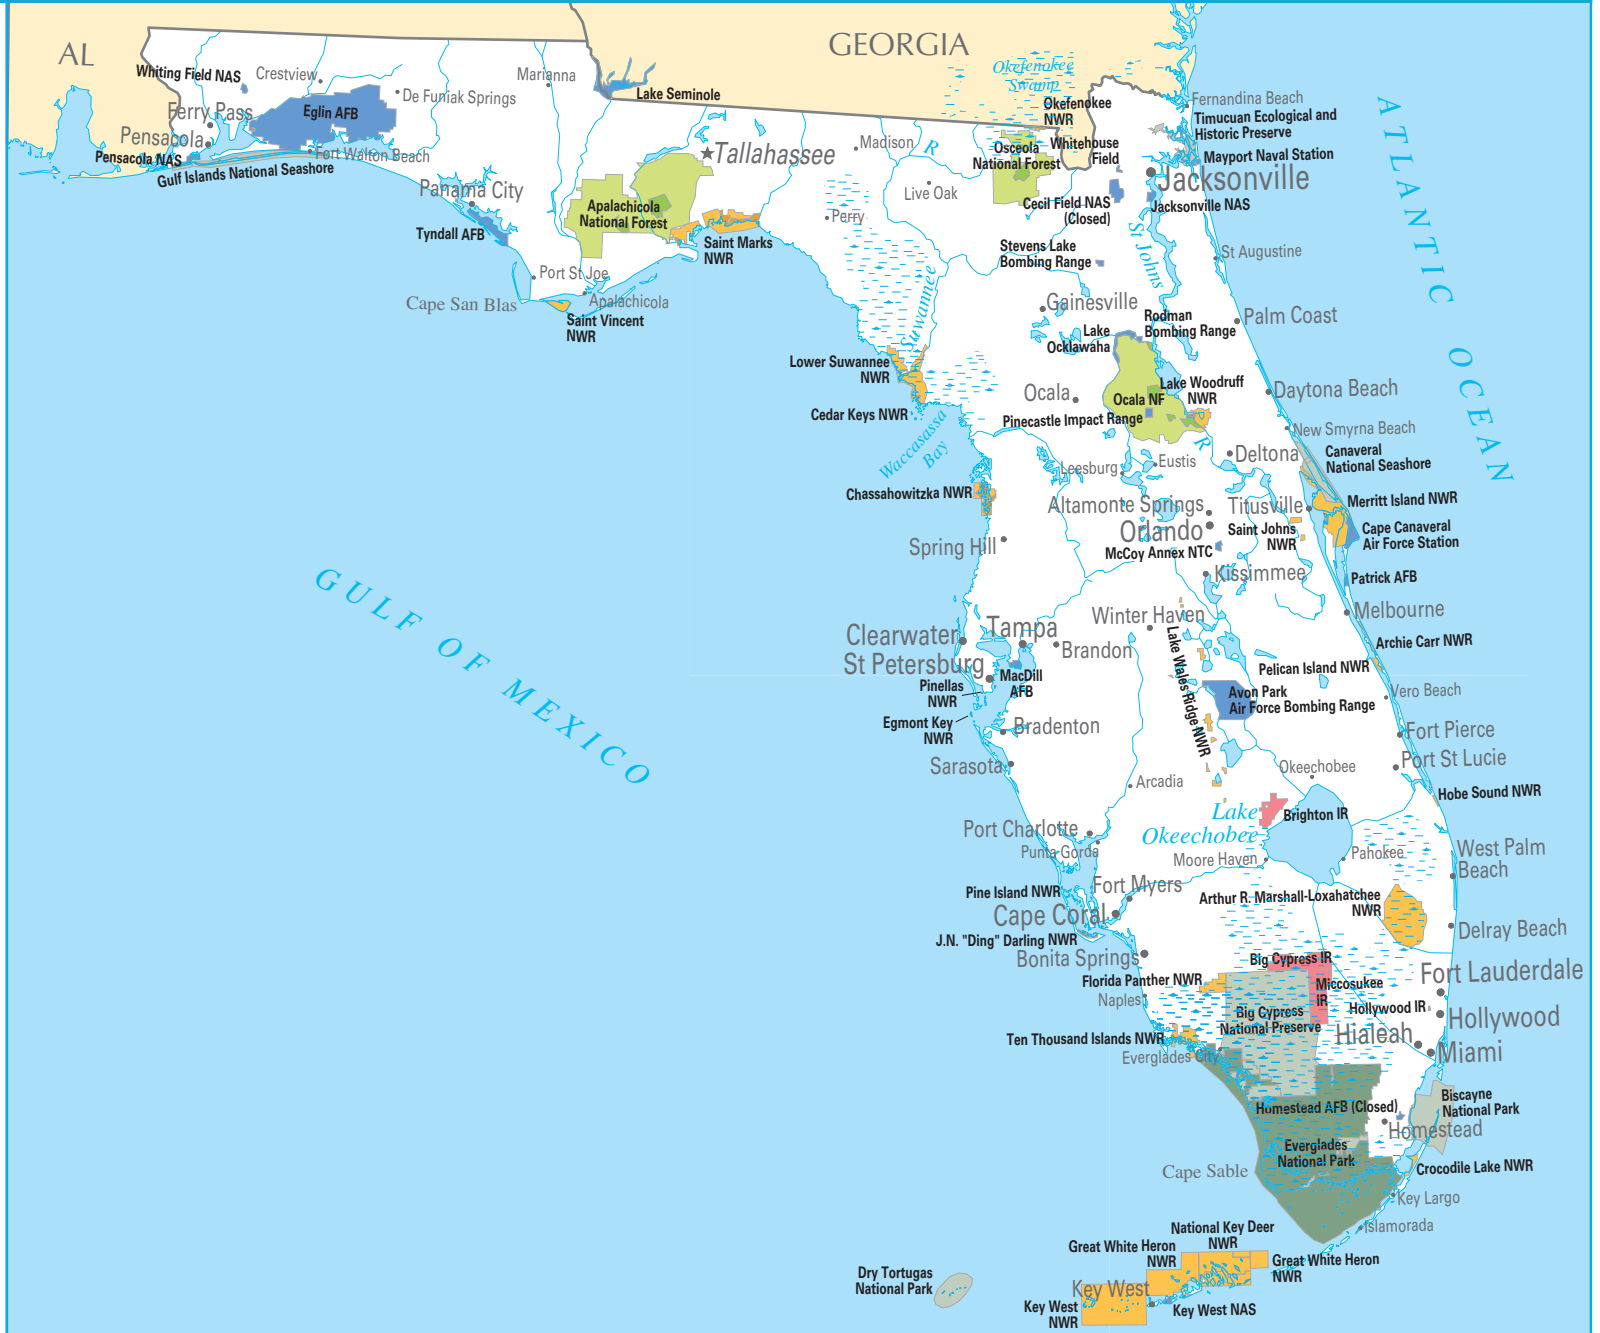 AL
GEORGIA
Okefenokee
Swamp
Okefenokee
NWR
Whiting Field NAS
Crestview
De Funiak Springs
Marianna
Lake Seminole
Ferry Pass
Eglin AFB
Pensacola
Pensacola NAS
Fort Walton Beach
Gulf Islands National Seashore
Panama City
Tyndall AFB
Port St Joe
Cape San Blas
Apalachicola
Saint Vincent
NWR
Apalachicola
National Forest
Tallahassee
Saint Marks
NWR
Madison
R
Live Oak
Perry
Suwannee
Osceola
National Forest
Whitehouse
Field
Fernandina Beach
Timucuan Ecological and
Historic Preserve
Mayport Naval Station
Jacksonville
Jacksonville NAS
Cecil Field NAS
(Closed)
Stevens Lake
Bombing Range
St Johns
R
St Augustine
ATLANTIC OCEAN
Gainesville
Rodman
Bombing Range
Lake
Ocklawaha
Palm Coast
Lower Suwannee
NWR
Cedar Keys NWR
Waccasassa
Bay
Ocala
Ocala NF
Lake Woodruff
NWR
Pinecastle Impact Range
Daytona Beach
New Smyrna Beach
Deltona
Canaveral
National Seashore
Leesburg
Eustis
Chassahowitzka NWR
Altamonte Springs
Orlando
Titusville
Merritt Island NWR
Saint Johns
NWR
Cape Canaveral
Air Force Station
McCoy Annex NTC
Spring Hill
Kissimmee
Patrick AFB
Melbourne
GULF OF MEXICO
Winter Haven
Clearwater
Tampa
Brandon
St Petersburg
MacDill
AFB
Pinellas
NWR
Egmont Key
NWR
Lake Wales Ridge NWR
Archie Carr NWR
Pelican Island NWR
Avon Park
Air Force Bombing Range
Vero Beach
Bradenton
Fort Pierce
Sarasota
Port St Lucie
Arcadia
Okeechobee
Hobe Sound NWR
Lake
Okeechobee
Brighton IR
Port Charlotte
Punta Gorda
Moore Haven
Pahokee
West Palm
Beach
Pine Island NWR
Fort Myers
Arthur R. Marshall-Loxahatchee
NWR
Cape Coral
J.N. "Ding" Darling NWR
Delray Beach
Bonita Springs
Big Cypress IR
Florida Panther NWR
Miccosukee
IR
Fort Lauderdale
Naples
Hollywood IR
Hollywood
Big Cypress
National Preserve
Ten Thousand Islands NWR
Hialeah
Everglades City
Miami
Biscayne
National Park
Homestead AFB (Closed)
Homestead
Everglades
National Park
Cape Sable
Crocodile Lake NWR
Key Largo
Islamorada
National Key Deer
NWR
Great White Heron
NWR
Great White Heron
NWR
Dry Tortugas
National Park
Key West
Key West
NWR
Key West NAS